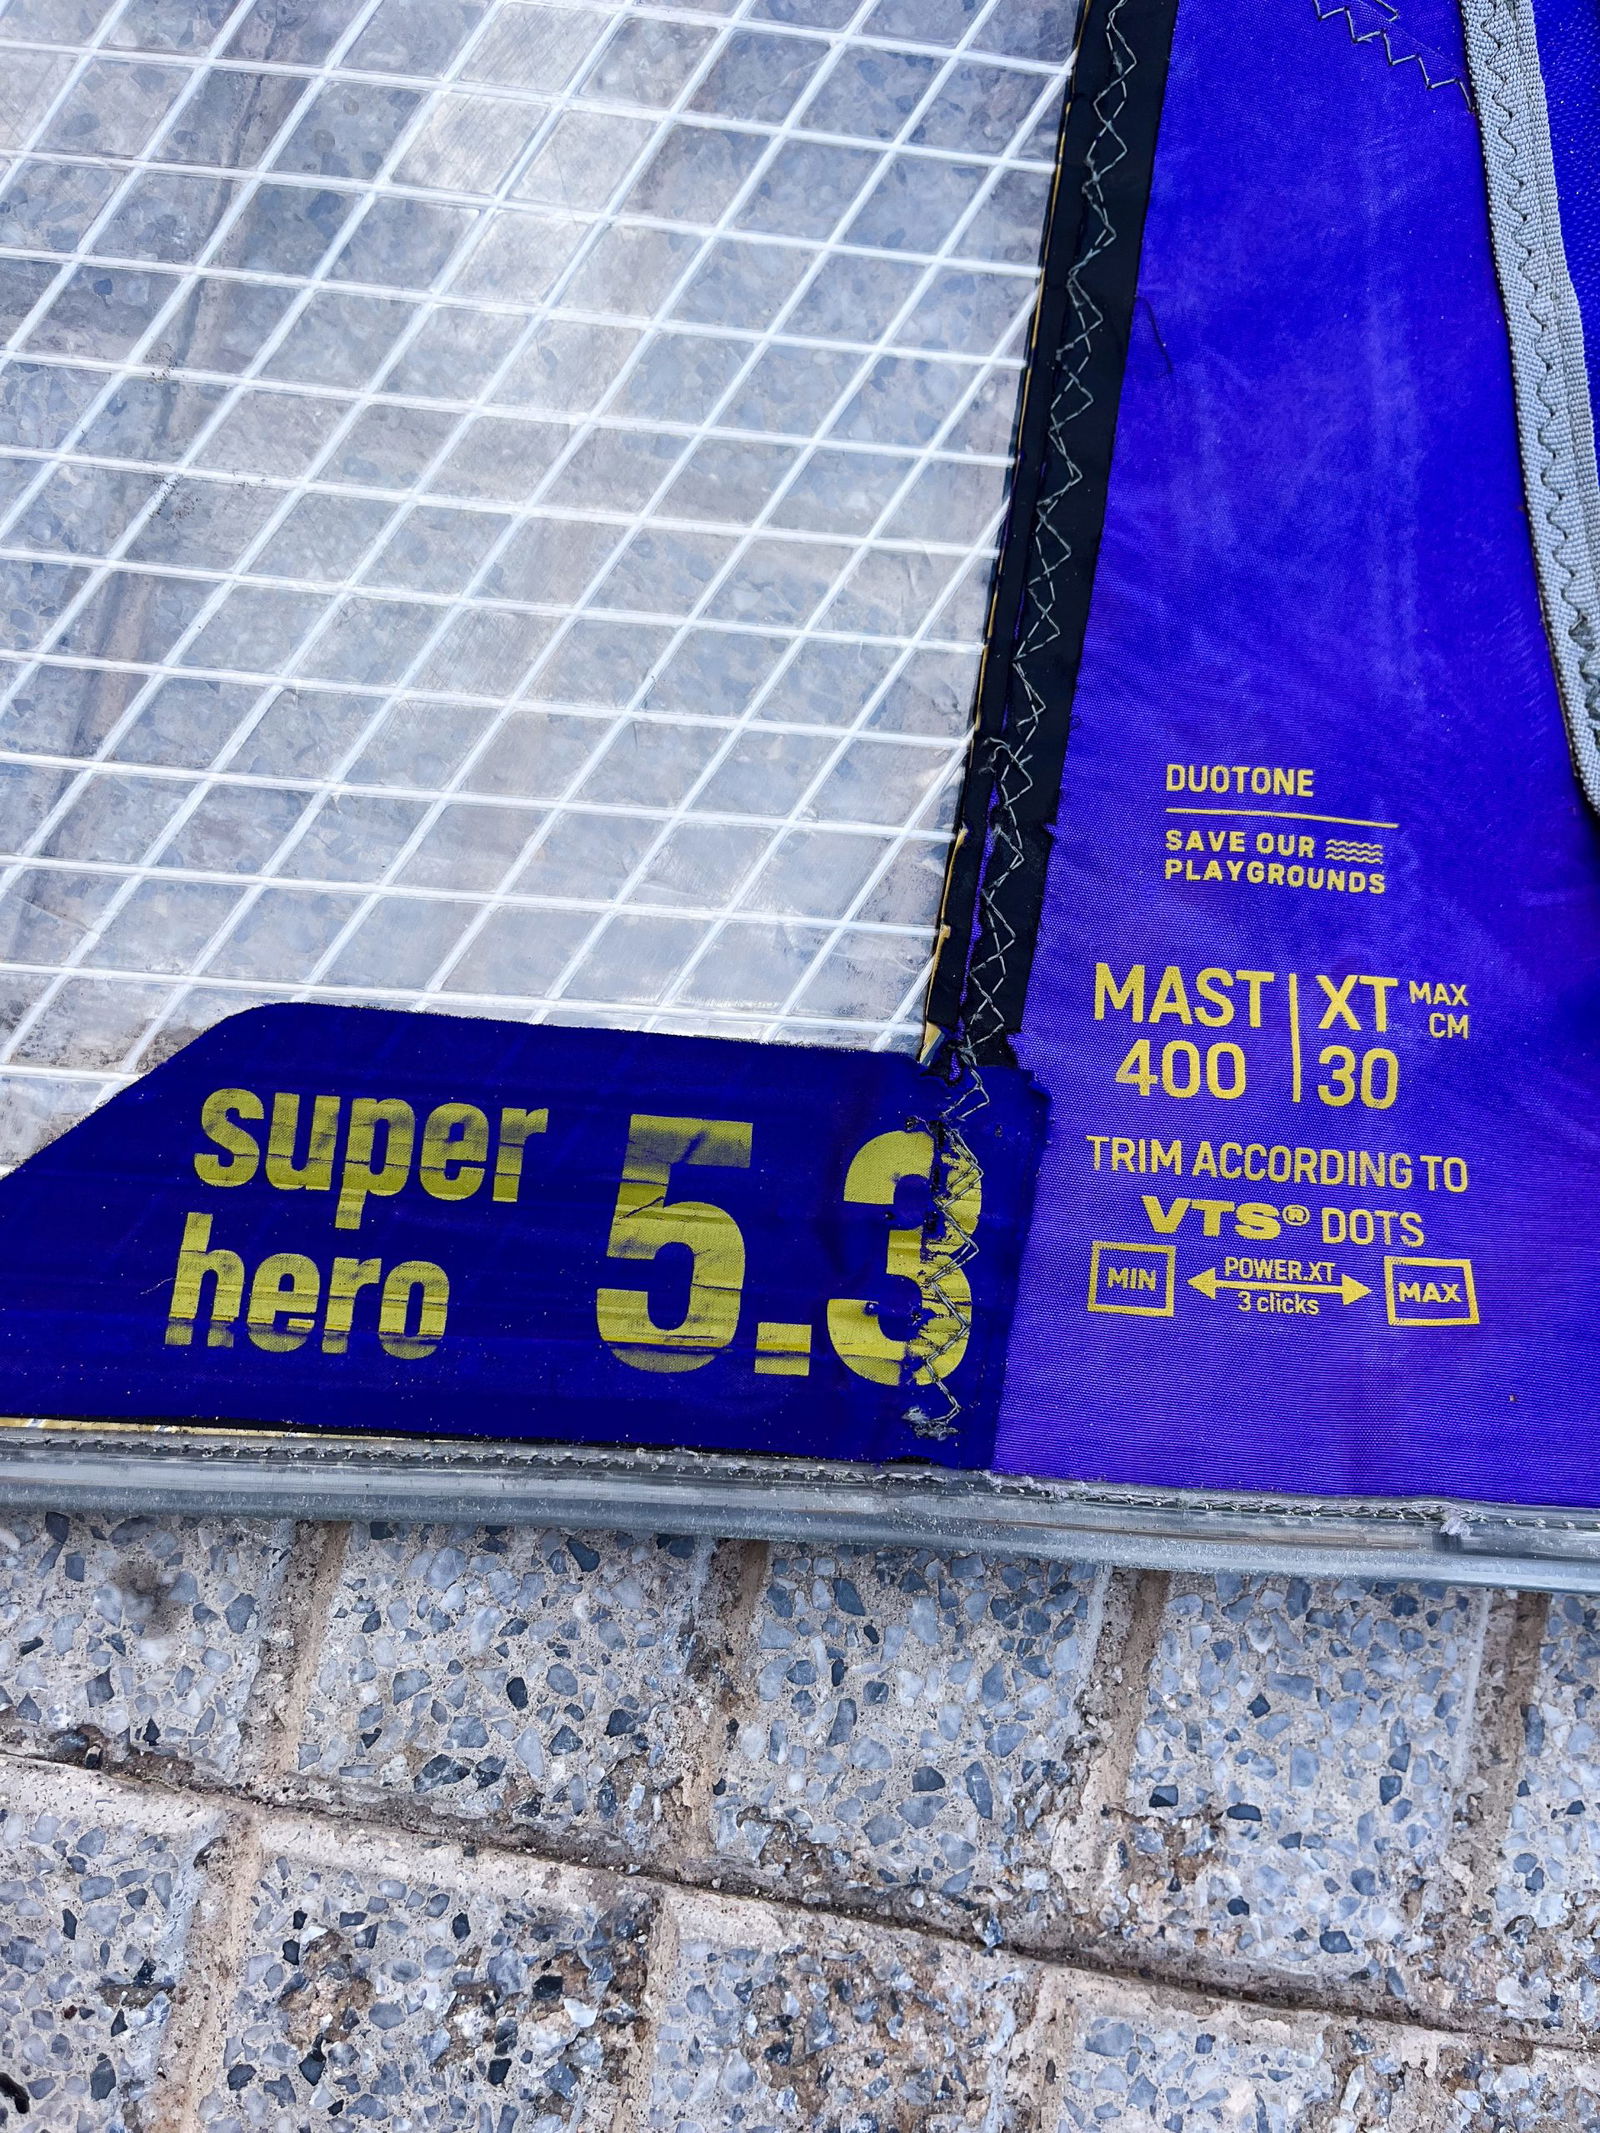 DUOTONE
SAVE OUR
PLAYGROUNDS
MAST | XT MAX CM
400 | 30
TRIM ACCORDING TO
VTS® DOTS
MIN POWER.XT MAX
3 clicks
super
hero
5.3